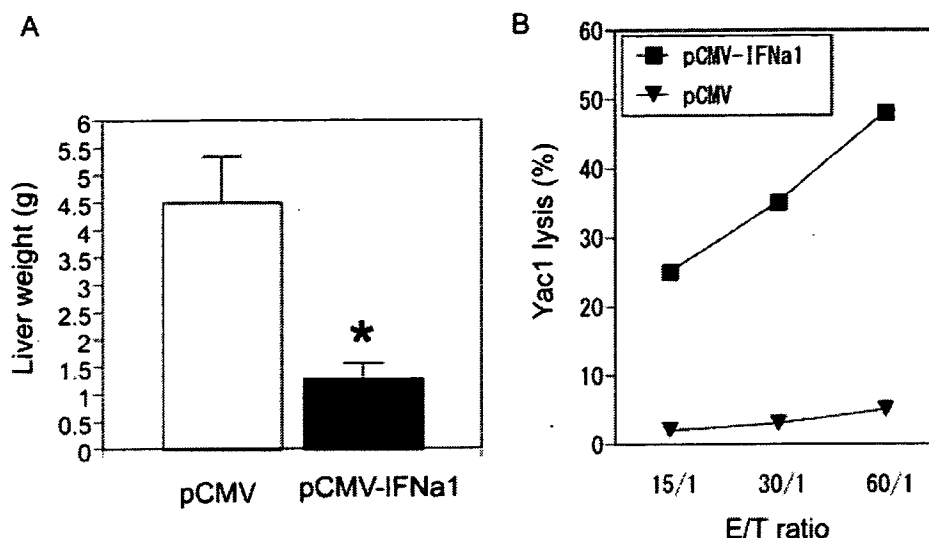 A
Liver weight (g)
6
5.5
5
4.5
4
3.5
3
2.5
2
1.5
1
0.5
0
*
pCMV
pCMV-IFNa1
B
Yac1 lysis (%)
60
50
40
30
20
10
0
pCMV-IFNa1
pCMV
15/1
30/1
60/1
E/T ratio